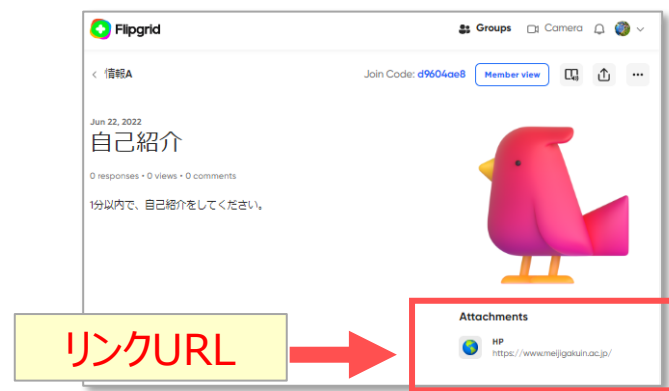 Flipgrid
Groups
Camera
情報A
Join Code: d9604ae8
Member view
Jun 22, 2022
自己紹介
0 responses • 0 views • 0 comments
1分以内で、自己紹介をしてください。
Attachments
HP
https://www.meijigakuin.ac.jp/
リンクURL